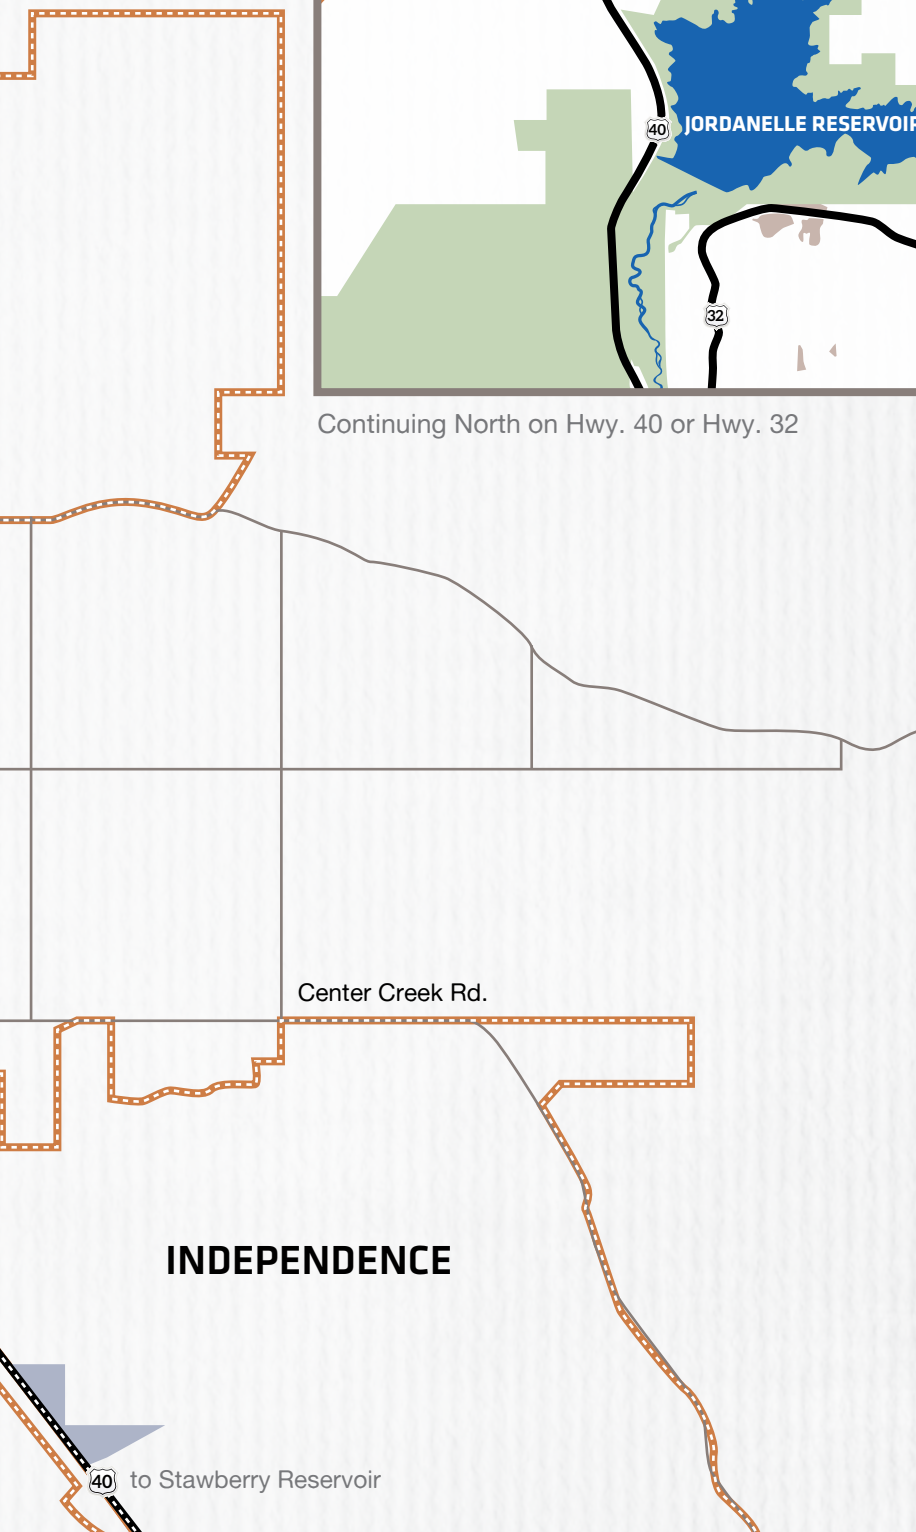 40
JORDANELLE RESERVOIR
32
Continuing North on Hwy. 40 or Hwy. 32
Center Creek Rd.
INDEPENDENCE
40 to Stawberry Reservoir